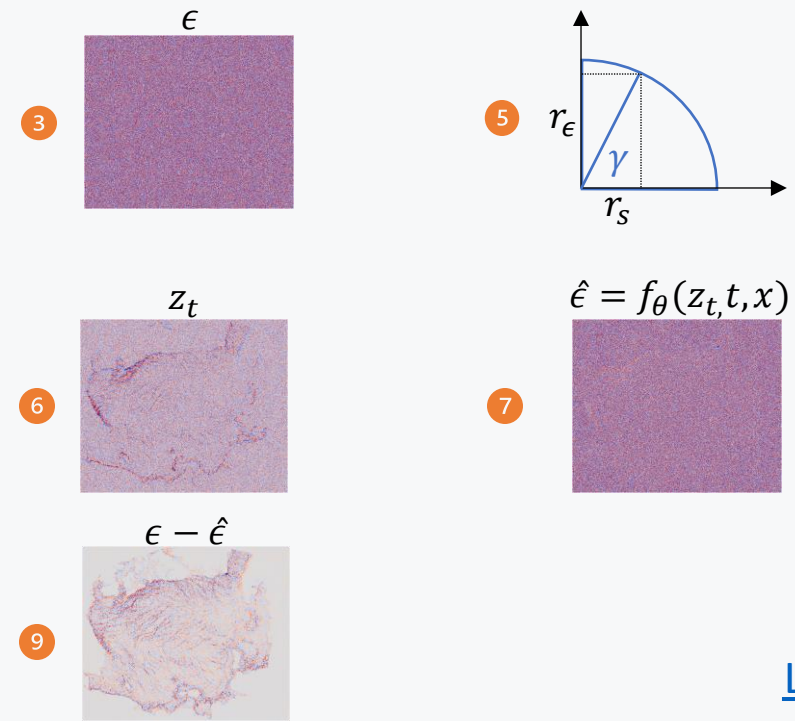 ϵ
3
5
r_ϵ
γ
r_s
z_t
ϵ̂ = f_θ(z_t, t, x)
6
7
ϵ − ϵ̂
9
L